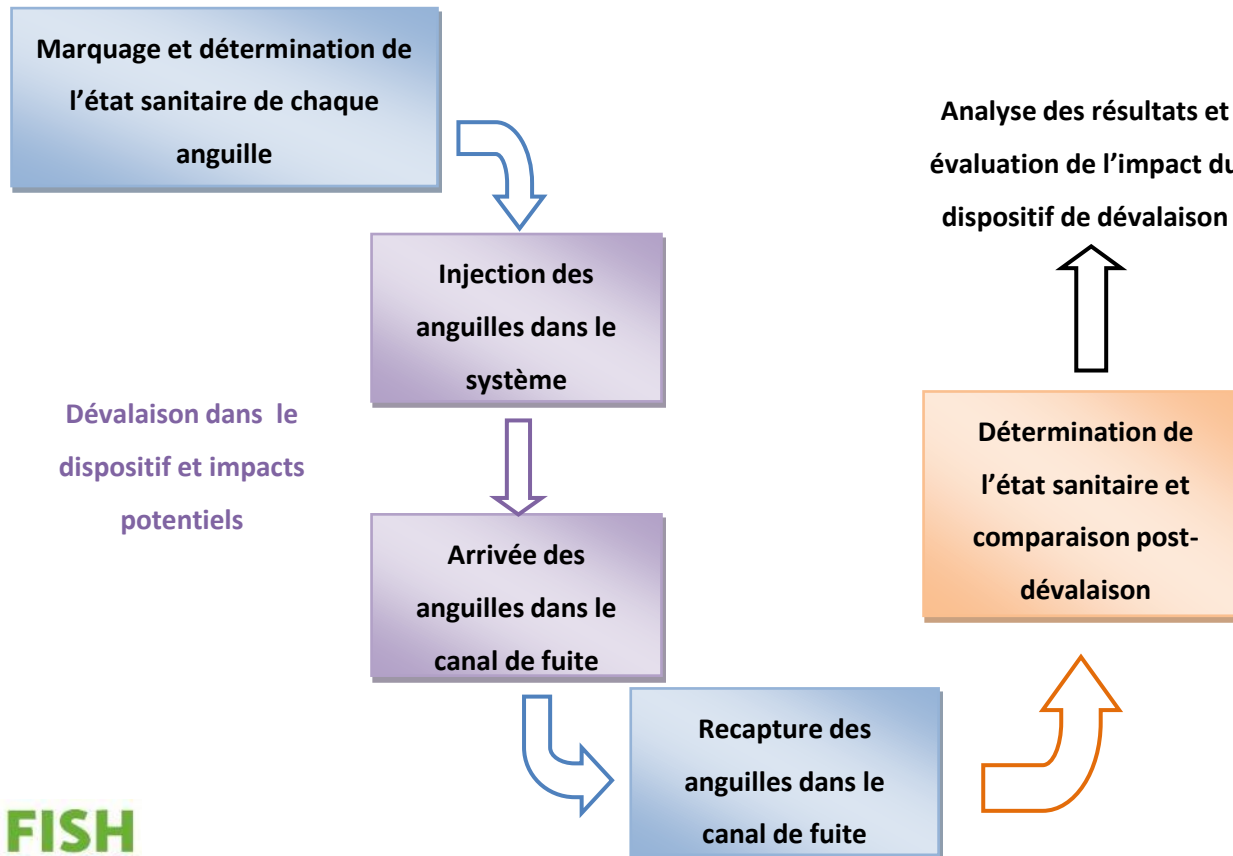 Marquage et détermination de
l’état sanitaire de chaque
anguille
Injection des
anguilles dans le
système
Dévalaison dans le
dispositif et impacts
potentiels
Arrivée des
anguilles dans le
canal de fuite
Recapture des
anguilles dans le
canal de fuite
Détermination de
l’état sanitaire et
comparaison post-
dévalaison
Analyse des résultats et
évaluation de l’impact du
dispositif de dévalaison
FISH